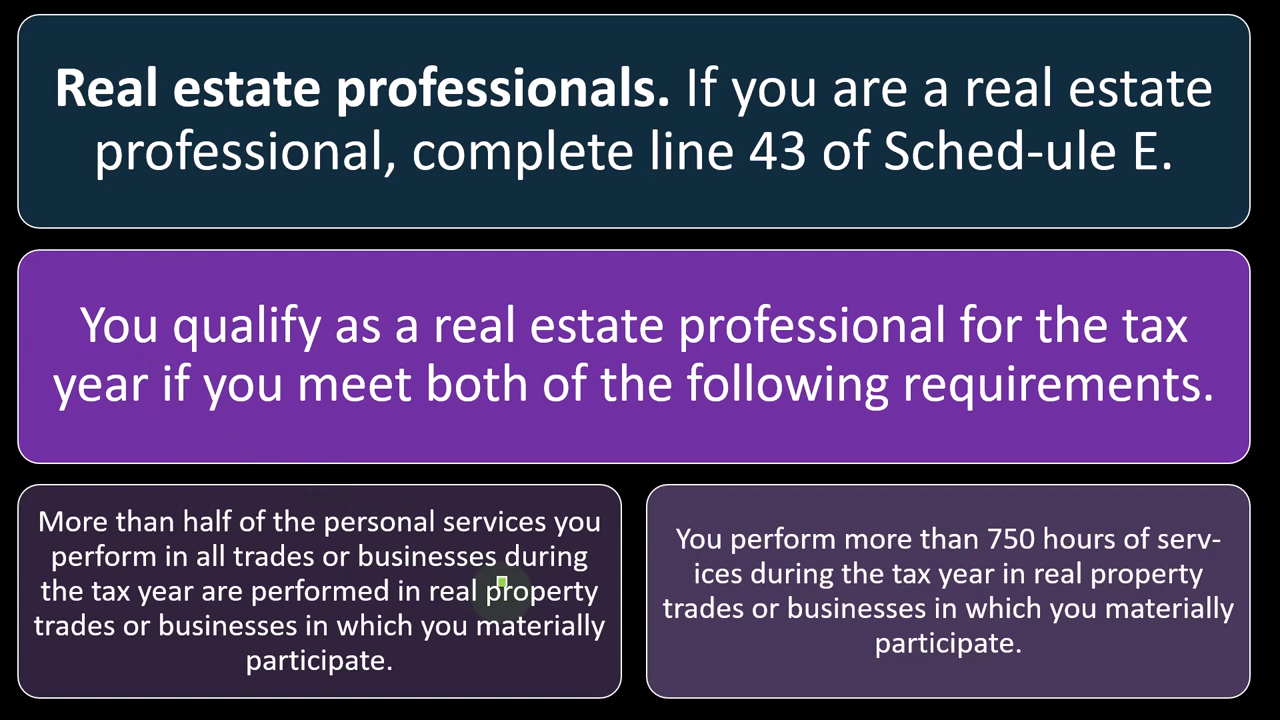 Real estate professionals. If you are a real estate
professional, complete line 43 of Sched-ule E.
You qualify as a real estate professional for the tax
year if you meet both of the following requirements.
More than half of the personal services you
perform in all trades or businesses during
the tax year are performed in real property
trades or businesses in which you materially
participate.
You perform more than 750 hours of serv-
ices during the tax year in real property
trades or businesses in which you materially
participate.